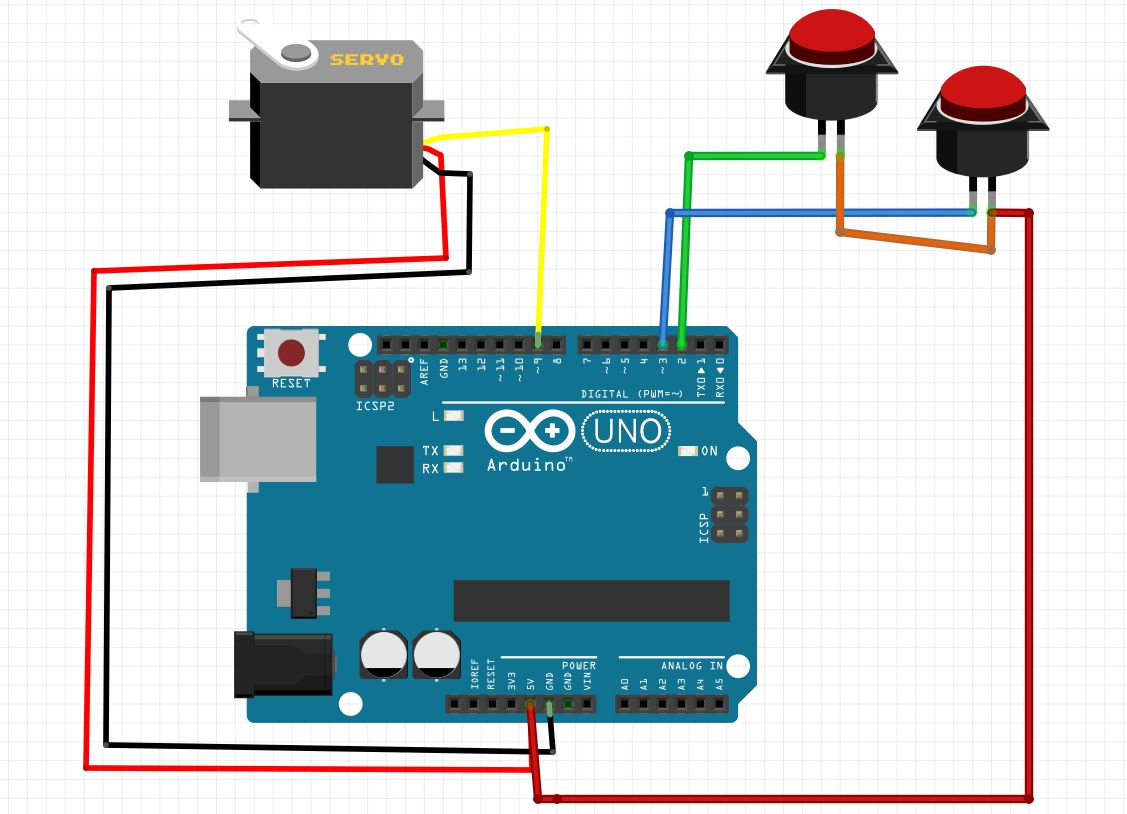 SERVO
RESET
ICSP2
AREF
GND
13
12
~11
~10
~9
8
7
~6
~5
4
~3
2
TX0▶1
RX0◀0
DIGITAL (PWM=~)
L
TX
RX
Arduino™
UNO
ON
1
ICSP
POWER
ANALOG IN
IOREF
RESET
3V3
5V
GND
GND
VIN
A0
A1
A2
A3
A4
A5